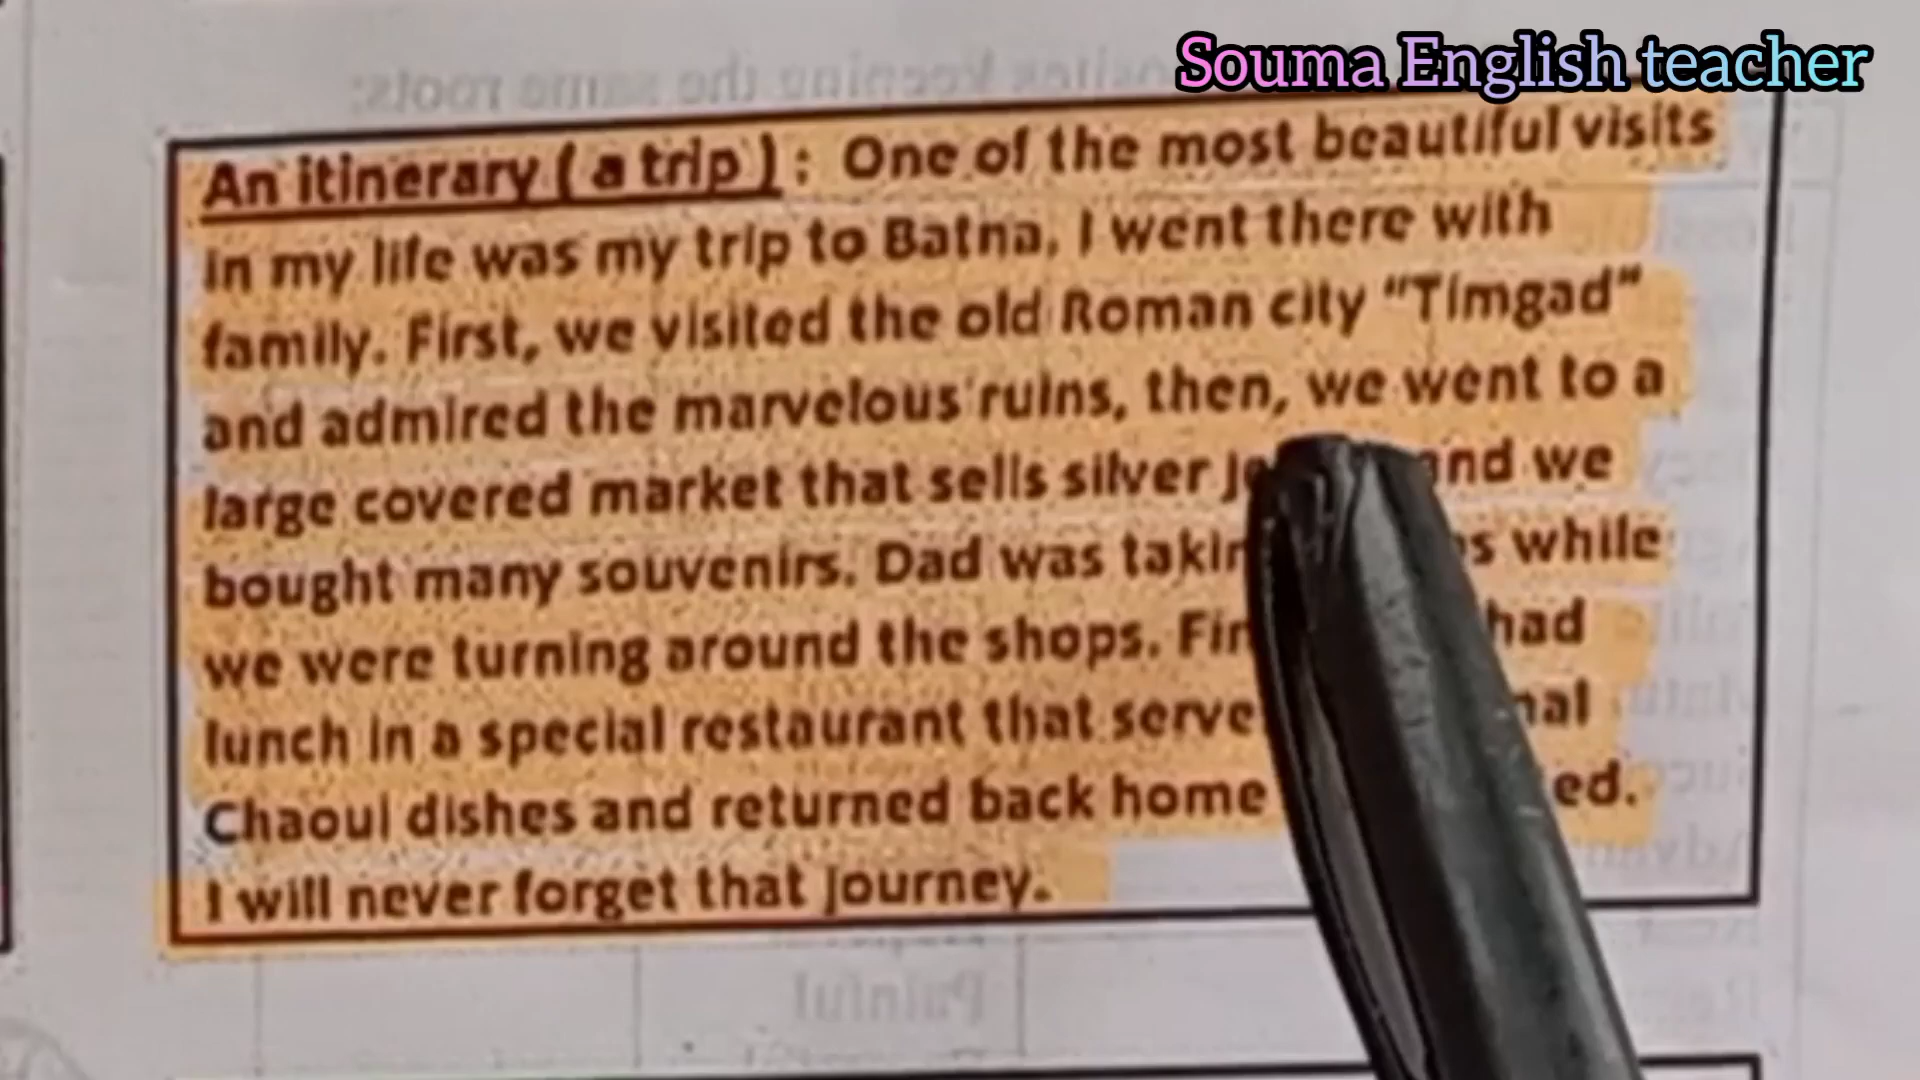 Souma English teacher
An itinerary ( a trip ) : One of the most beautiful visits
in my life was my trip to Batna, I went there with
family. First, we visited the old Roman city "Timgad"
and admired the marvelous ruins, then, we went to a
large covered market that sells silver and we
bought many souvenirs. Dad was while
we were turning around the shops. had
lunch in a special restaurant that
Chaoui dishes and returned back home
I will never forget that journey.
Painful